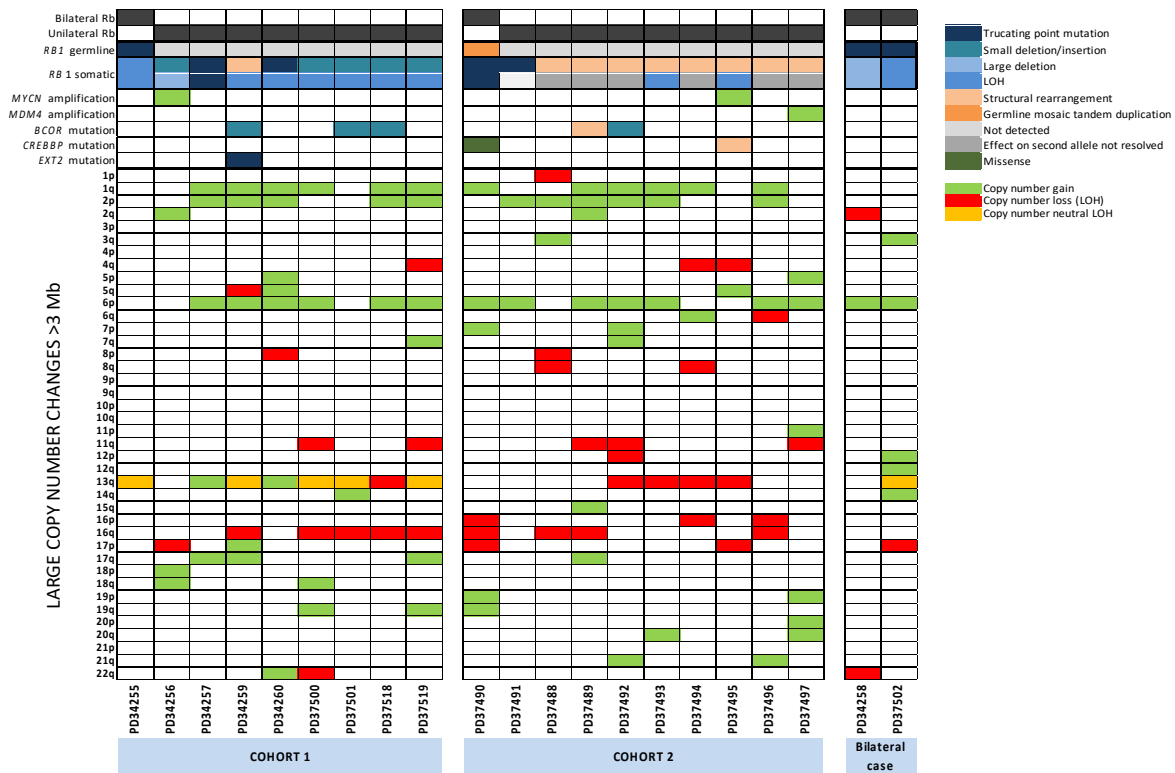 Bilateral Rb
Unilateral Rb
RB1 germline
RB 1 somatic
MYCN amplification
MDM4 amplification
BCOR mutation
CREBBP mutation
EXT2 mutation
1p
1q
2p
2q
3p
3q
4p
4q
5p
5q
6p
6q
7p
7q
8p
8q
9p
9q
10p
10q
11p
11q
12p
12q
13q
14q
15q
16p
16q
17p
17q
18p
18q
19p
19q
20p
20q
21p
21q
22q
LARGE COPY NUMBER CHANGES >3 Mb
Trucating point mutation
Small deletion/insertion
Large deletion
LOH
Structural rearrangement
Germline mosaic tandem duplication
Not detected
Effect on second allele not resolved
Missense
Copy number gain
Copy number loss (LOH)
Copy number neutral LOH
PD34255
PD34256
PD34257
PD34259
PD34260
PD37500
PD37501
PD37518
PD37519
PD37490
PD37491
PD37488
PD37489
PD37492
PD37493
PD37494
PD37495
PD37496
PD37497
PD34258
PD37502
COHORT 1
COHORT 2
Bilateral
case